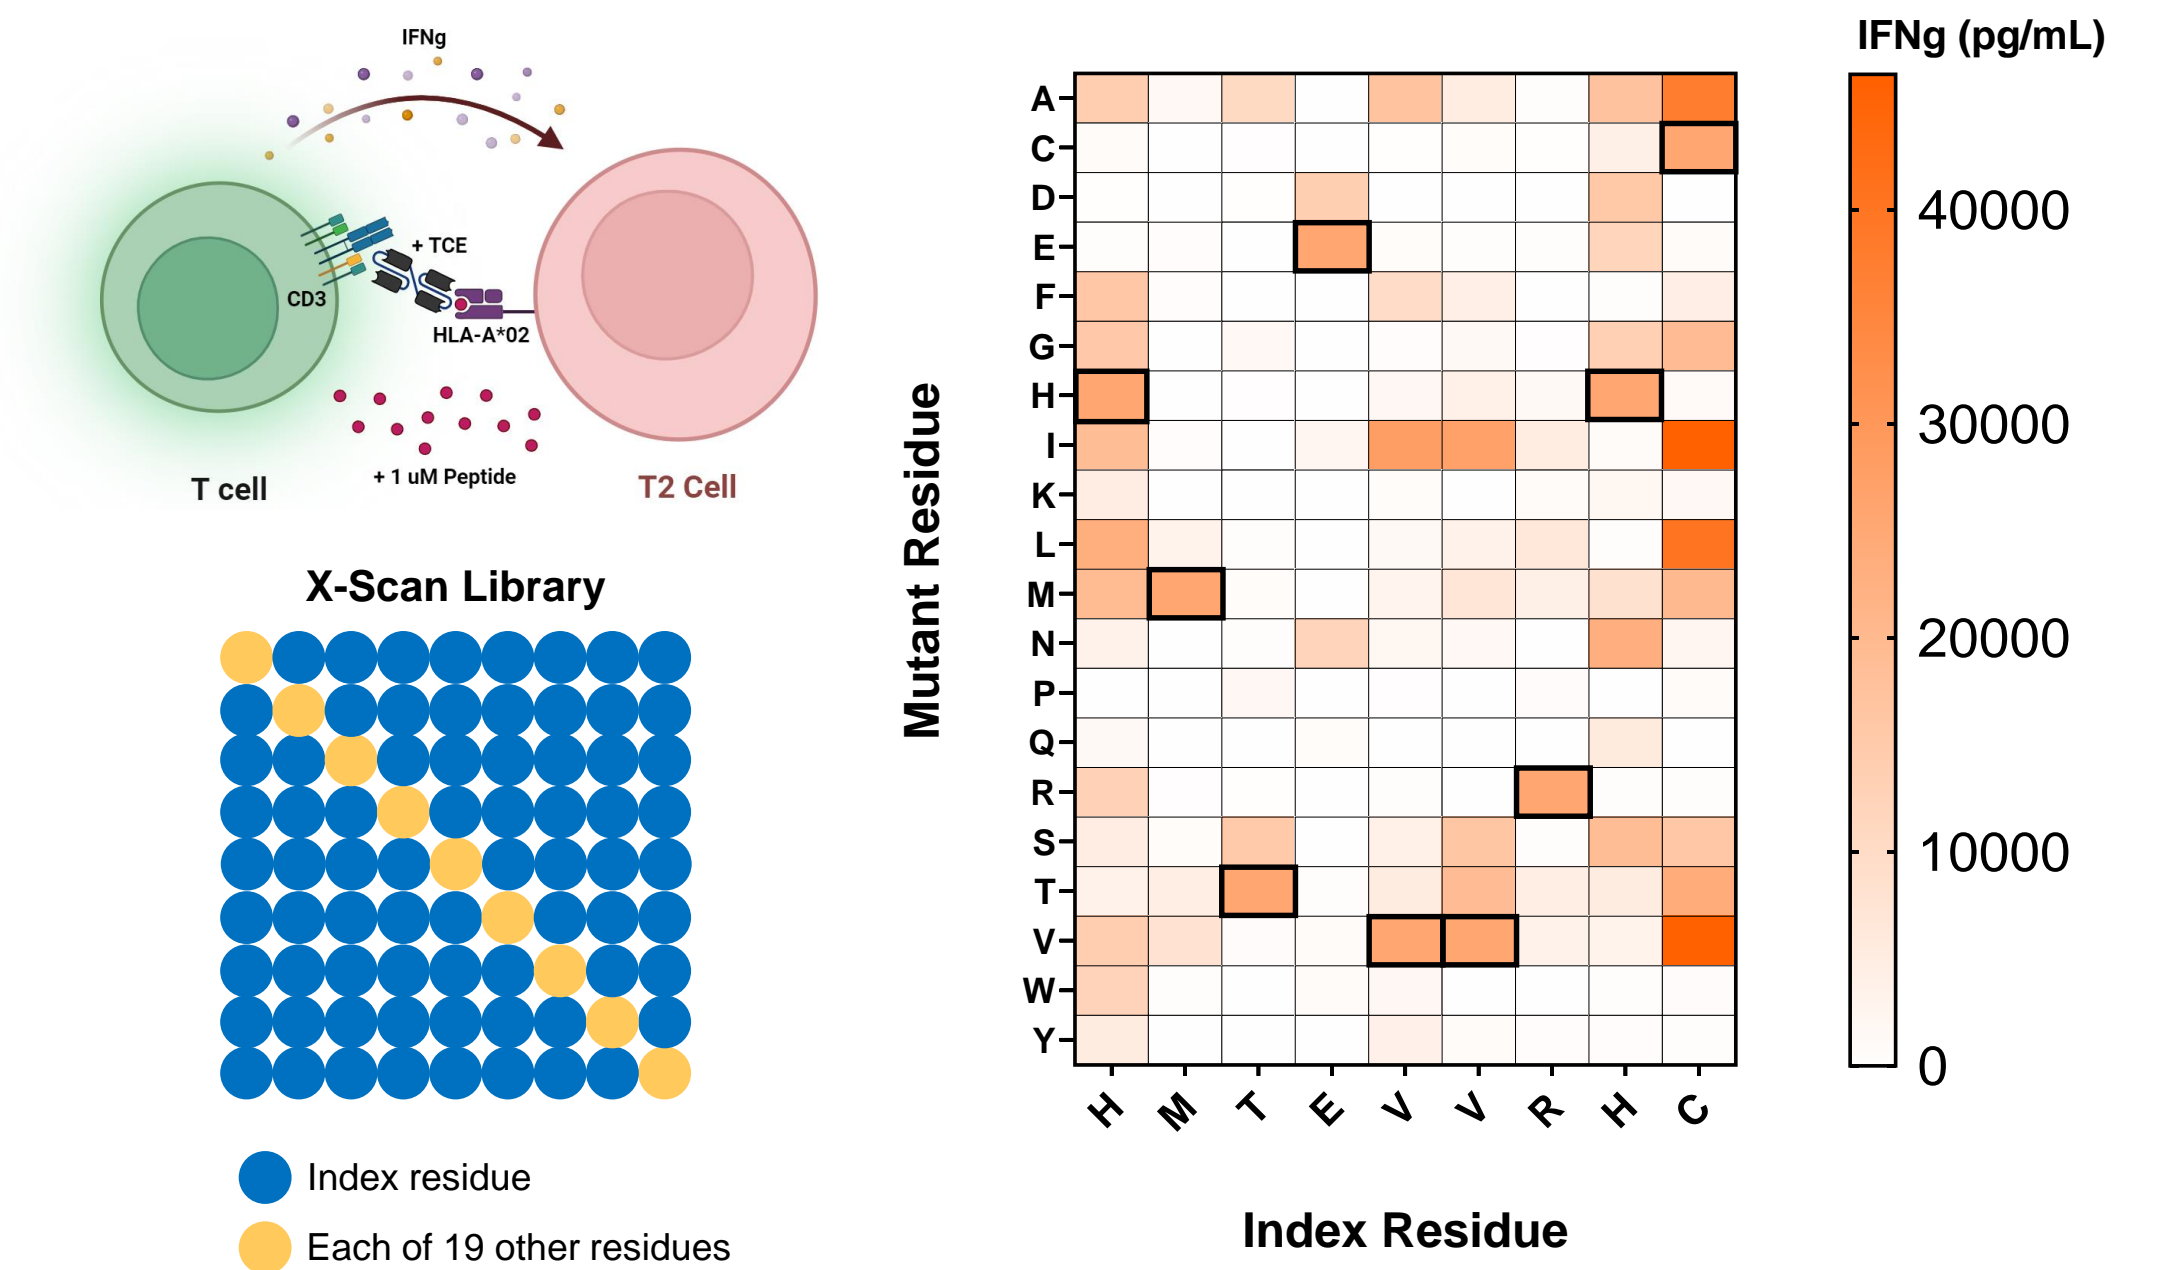 IFNg
+ TCE
CD3
HLA-A*02
+ 1 uM Peptide
T cell
T2 Cell
X-Scan Library
Index residue
Each of 19 other residues
Mutant Residue
A
C
D
E
F
G
H
I
K
L
M
N
P
Q
R
S
T
V
W
Y
H M T E V V R H C
Index Residue
IFNg (pg/mL)
40000
30000
20000
10000
0